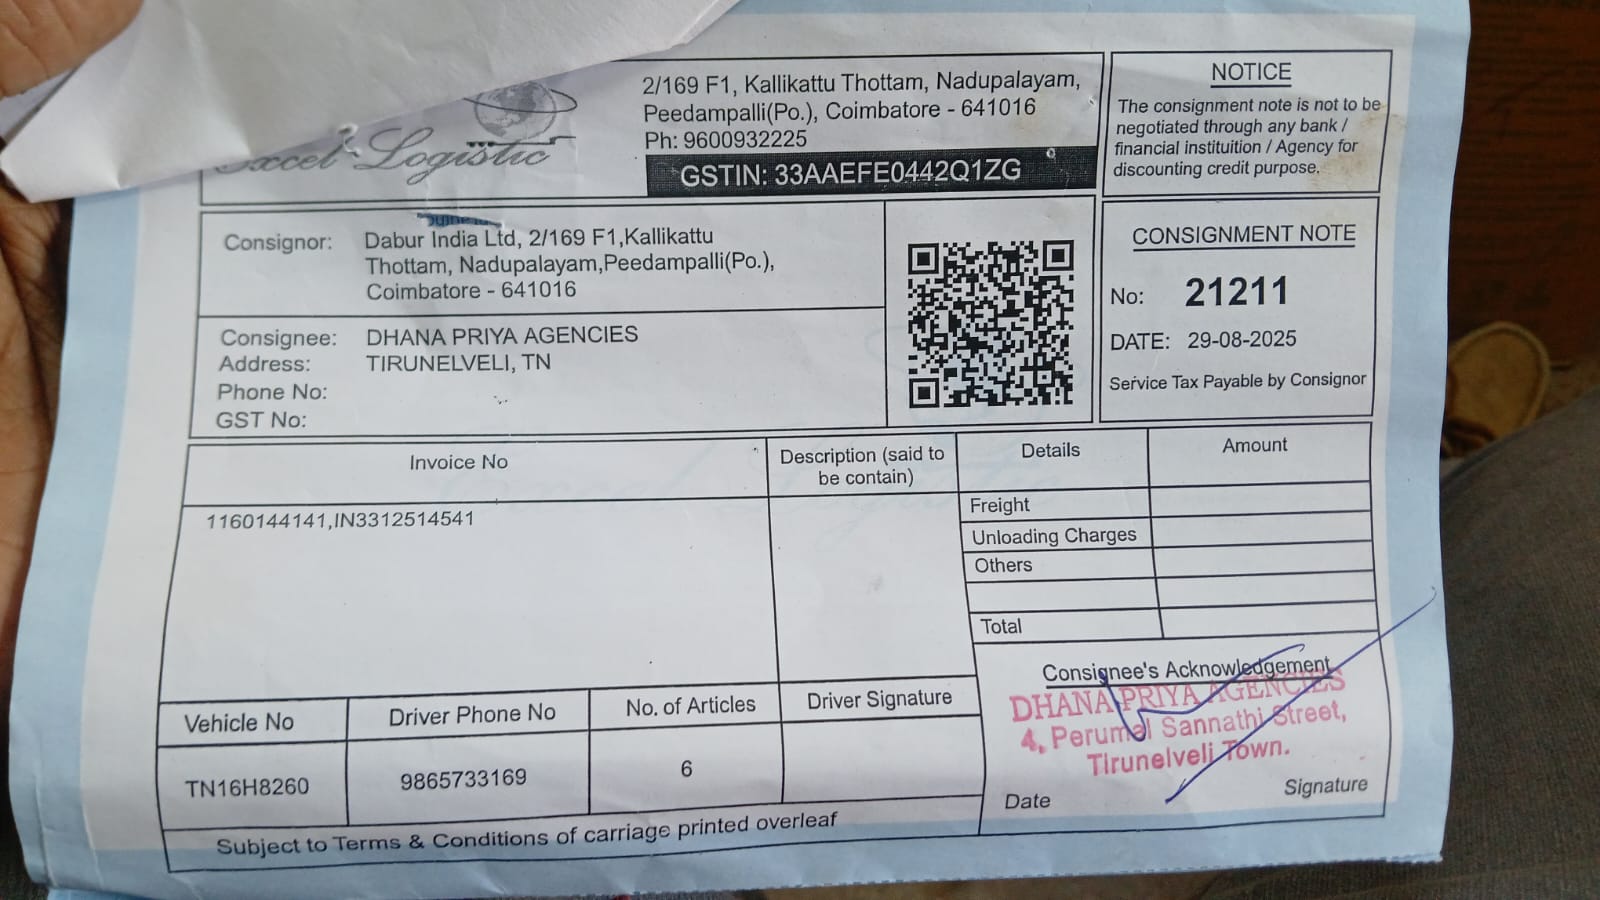 2/169 F1, Kallikattu Thottam, Nadupalayam,
Peedampalli(Po.), Coimbatore - 641016
Ph: 9600932225
GSTIN: 33AAEFE0442Q1ZG
Excel Logistic
NOTICE
The consignment note is not to be
negotiated through any bank /
financial instituition / Agency for
discounting credit purpose.
Consignor: Dabur India Ltd, 2/169 F1,Kallikattu
Thottam, Nadupalayam,Peedampalli(Po.),
Coimbatore - 641016
Consignee: DHANA PRIYA AGENCIES
Address: TIRUNELVELI, TN
Phone No:
GST No:
CONSIGNMENT NOTE
No: 21211
DATE: 29-08-2025
Service Tax Payable by Consignor
Invoice No
Description (said to
be contain)
Details
Amount
1160144141,IN3312514541
Freight
Unloading Charges
Others
Total
Vehicle No
Driver Phone No
No. of Articles
Driver Signature
TN16H8260
9865733169
6
Consignee's Acknowledgement
DHANA PRIYA AGENCIES
4, Perumal Sannathi Street,
Tirunelveli Town.
Date
Signature
Subject to Terms & Conditions of carriage printed overleaf